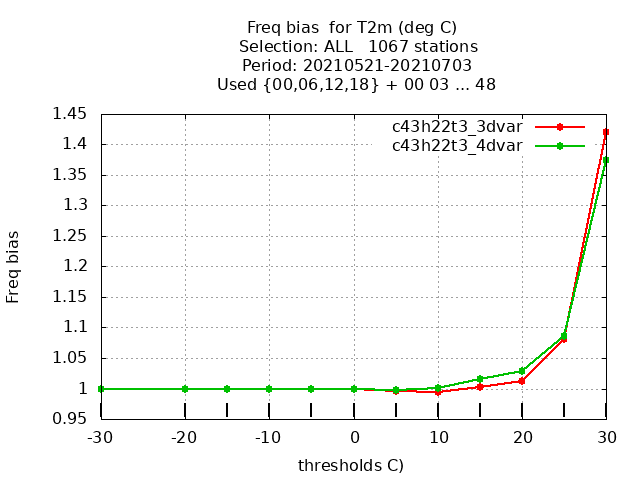 Freq bias  for T2m (deg C)
Selection: ALL   1067 stations
Period: 20210521-20210703
Used {00,06,12,18} + 00 03 ... 48
c43h22t3_3dvar
c43h22t3_4dvar
Freq bias
1.45
1.4
1.35
1.3
1.25
1.2
1.15
1.1
1.05
1
0.95
-30 -20 -10 0 10 20 30
thresholds C)